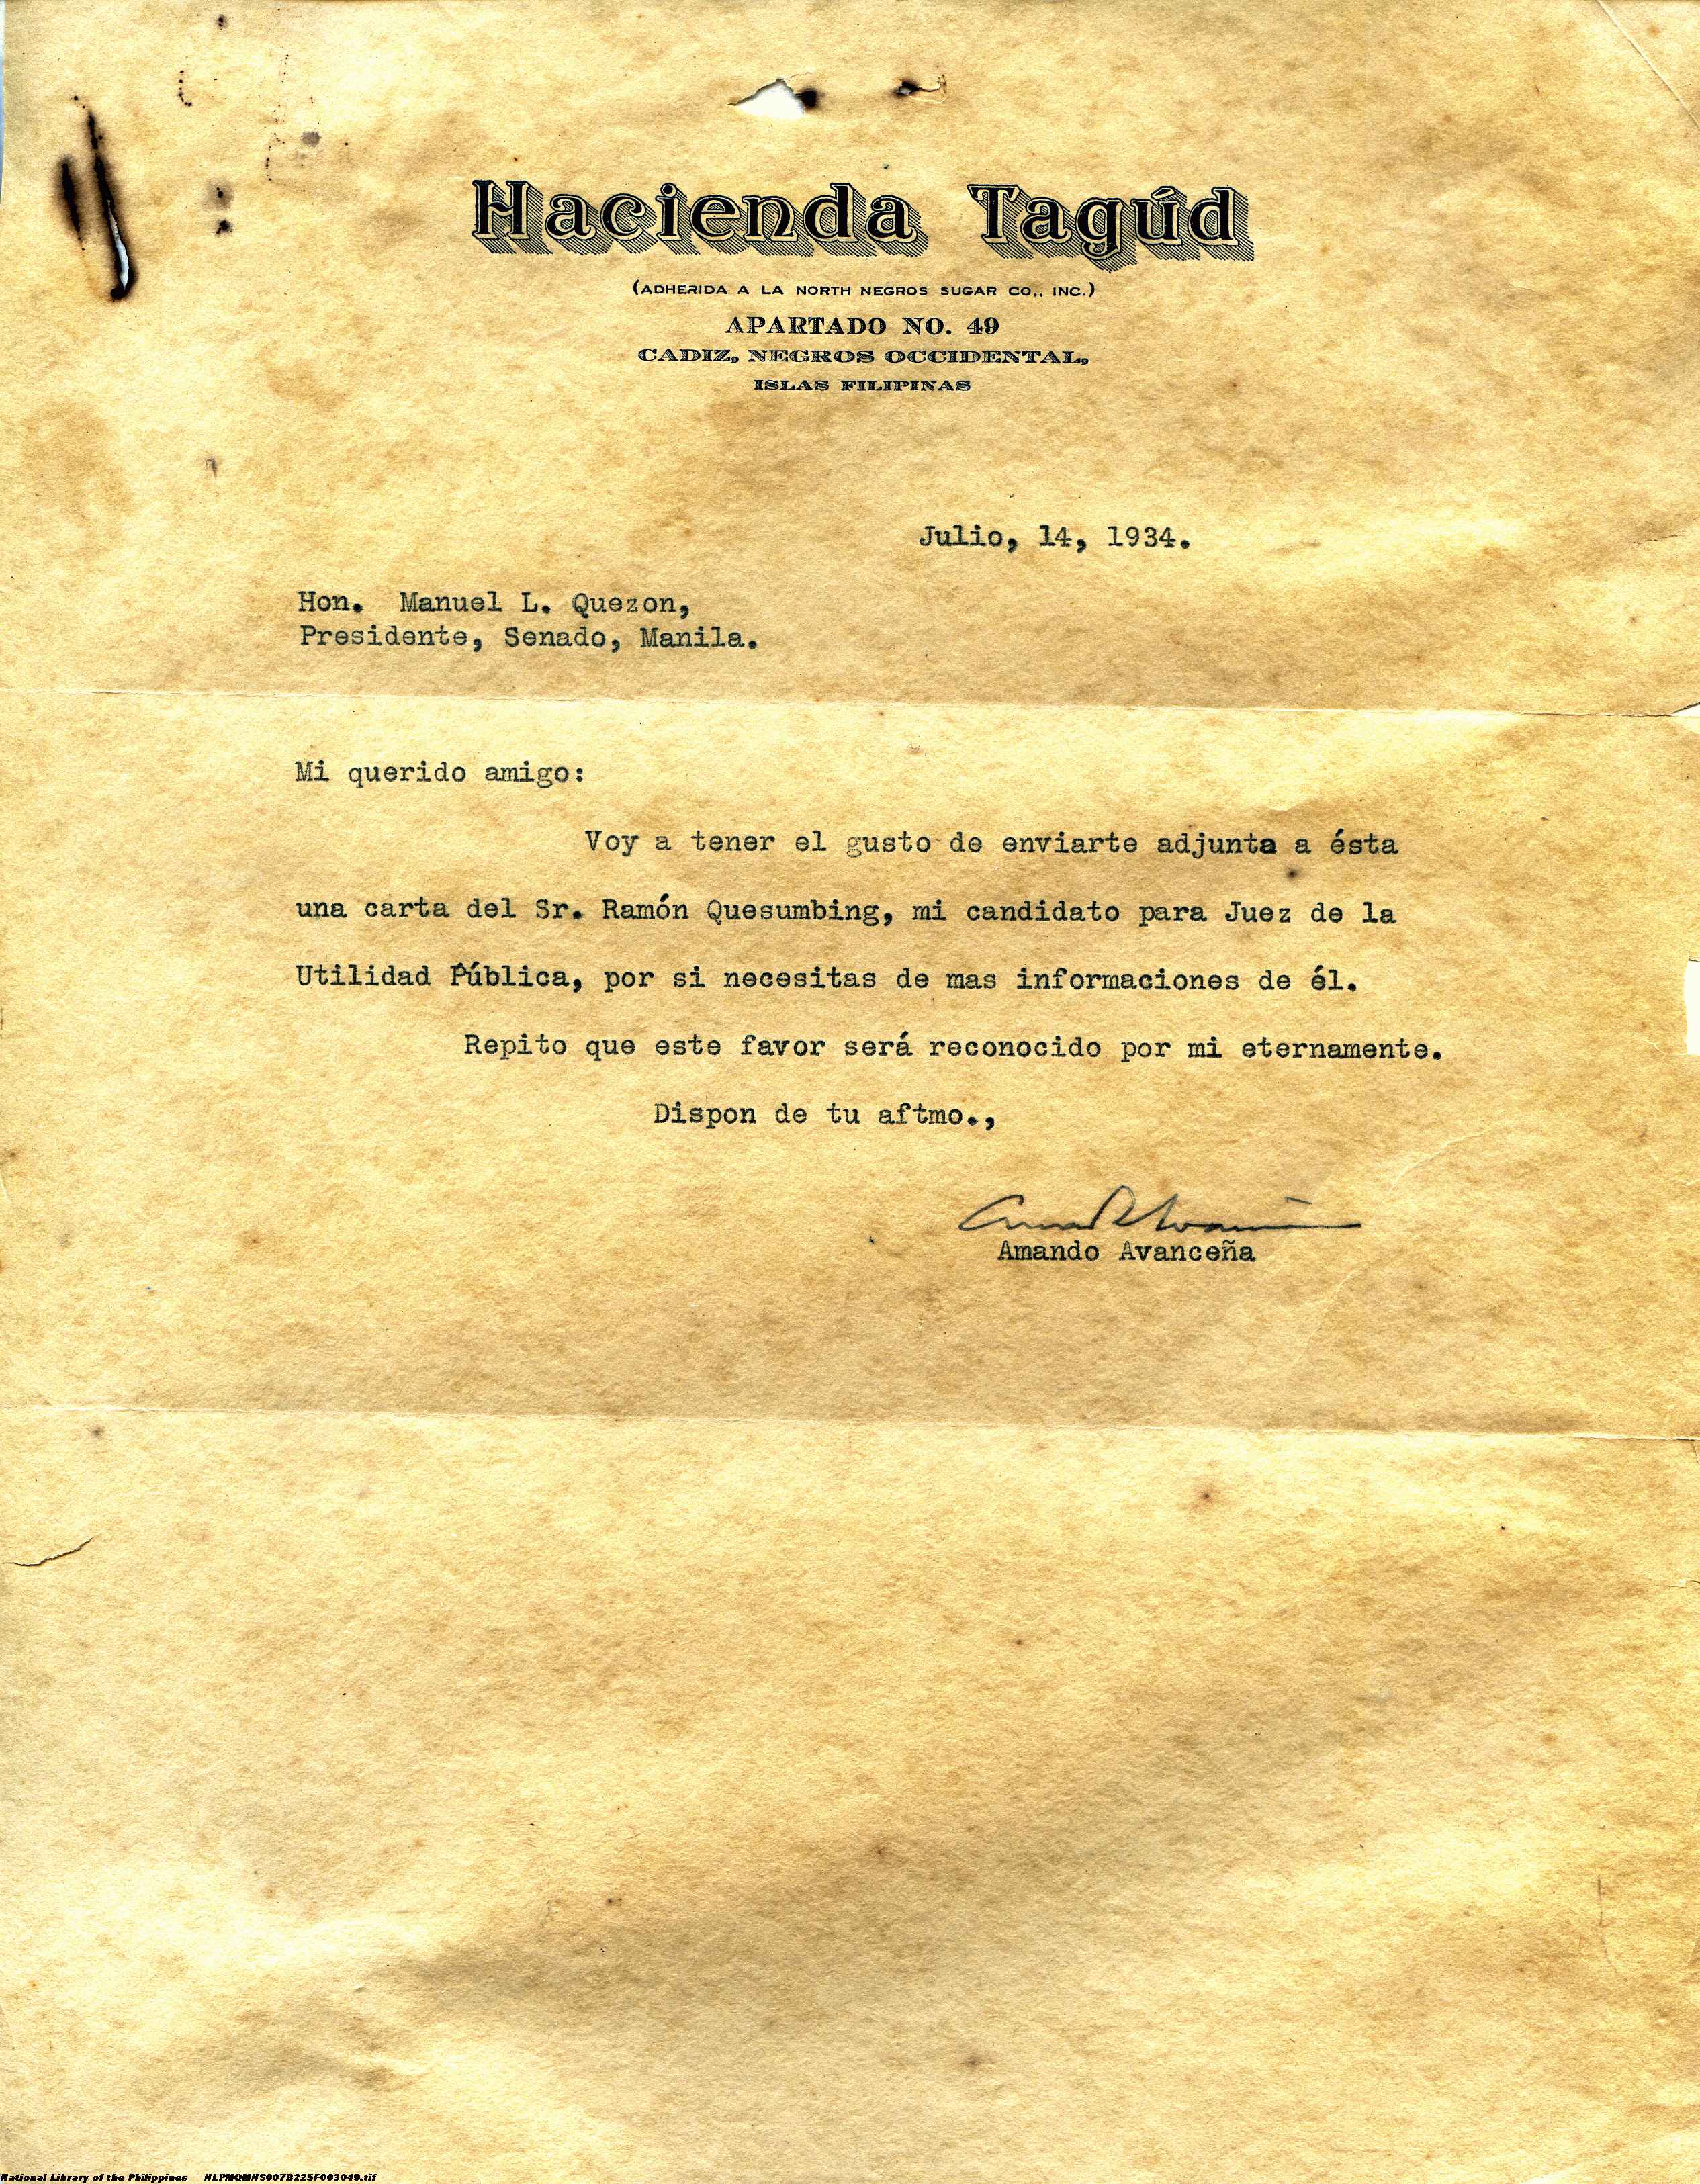 Hacienda Tagúd
(ADHERIDA A LA NORTH NEGROS SUGAR CO., INC.)
APARTADO NO. 49
CADIZ, NEGROS OCCIDENTAL,
ISLAS FILIPINAS
Julio, 14, 1934.
Hon. Manuel L. Quezon,
Presidente, Senado, Manila.
Mi querido amigo:
Voy a tener el gusto de enviarte adjunta a ésta
una carta del Sr. Ramón Quesumbing, mi candidato para Juez de la
Utilidad Pública, por si necesitas de mas informaciones de él.
Repito que este favor será reconocido por mi eternamente.
Dispon de tu aftmo.,
Amando Avanceña
National Library of the Philippines NLPMQMNS007B225F003049.tif